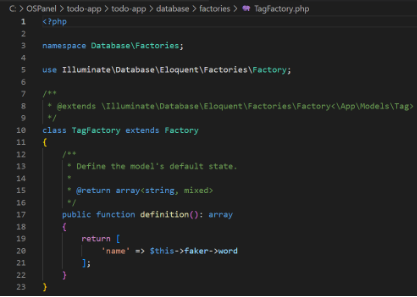 C: > OSPanel > todo-app > todo-app > database > factories > TagFactory.php
1 <?php
2
3 namespace Database\Factories;
4
5 use Illuminate\Database\Eloquent\Factories\Factory;
6
7 /**
8  * @extends \Illuminate\Database\Eloquent\Factories\Factory<\App\Models\Tag>
9  */
10 class TagFactory extends Factory
11 {
12     /**
13      * Define the model's default state.
14      *
15      * @return array<string, mixed>
16      */
17     public function definition(): array
18     {
19         return [
20             'name' => $this->faker->word
21         ];
22     }
23 }